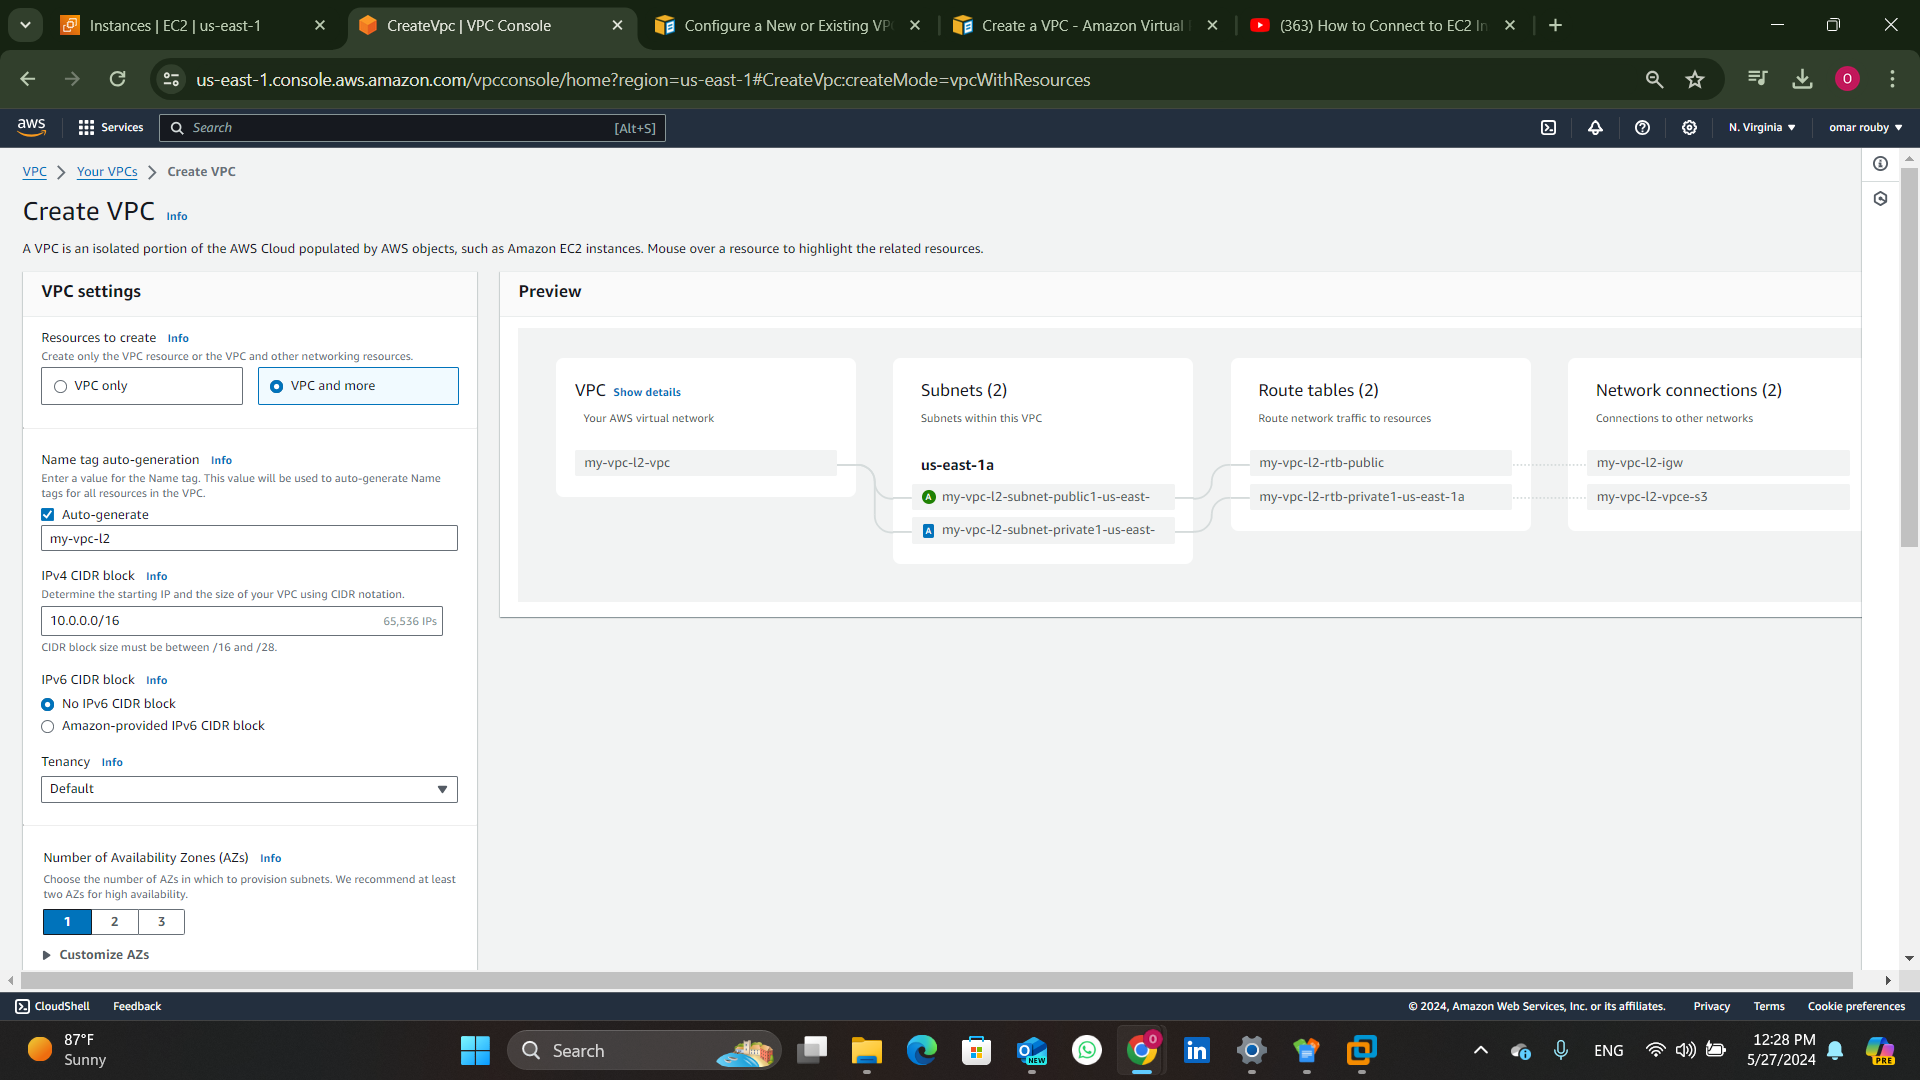 Instances | EC2 | us-east-1
CreateVpc | VPC Console
Configure a New or Existing VP
Create a VPC - Amazon Virtual
(363) How to Connect to EC2 In
us-east-1.console.aws.amazon.com/vpcconsole/home?region=us-east-1#CreateVpc:createMode=vpcWithResources
O
aws
Services
Search
[Alt+S]
N. Virginia
omar rouby
VPC
Your VPCs
Create VPC
Create VPC Info
A VPC is an isolated portion of the AWS Cloud populated by AWS objects, such as Amazon EC2 instances. Mouse over a resource to highlight the related resources.
VPC settings
Resources to create Info
Create only the VPC resource or the VPC and other networking resources.
VPC only
VPC and more
Name tag auto-generation Info
Enter a value for the Name tag. This value will be used to auto-generate Name
tags for all resources in the VPC.
Auto-generate
my-vpc-l2
IPv4 CIDR block Info
Determine the starting IP and the size of your VPC using CIDR notation.
10.0.0.0/16
65,536 IPs
CIDR block size must be between /16 and /28.
IPv6 CIDR block Info
No IPv6 CIDR block
Amazon-provided IPv6 CIDR block
Tenancy Info
Default
Number of Availability Zones (AZs) Info
Choose the number of AZs in which to provision subnets. We recommend at least
two AZs for high availability.
1 2 3
Customize AZs
Preview
VPC Show details
Your AWS virtual network
my-vpc-l2-vpc
Subnets (2)
Subnets within this VPC
us-east-1a
A my-vpc-l2-subnet-public1-us-east-
A my-vpc-l2-subnet-private1-us-east-
Route tables (2)
Route network traffic to resources
my-vpc-l2-rtb-public
my-vpc-l2-rtb-private1-us-east-1a
Network connections (2)
Connections to other networks
my-vpc-l2-igw
my-vpc-l2-vpce-s3
CloudShell
Feedback
© 2024, Amazon Web Services, Inc. or its affiliates.
Privacy
Terms
Cookie preferences
87°F
Sunny
Search
NEW
0
in
ENG
12:28 PM
5/27/2024
PRE